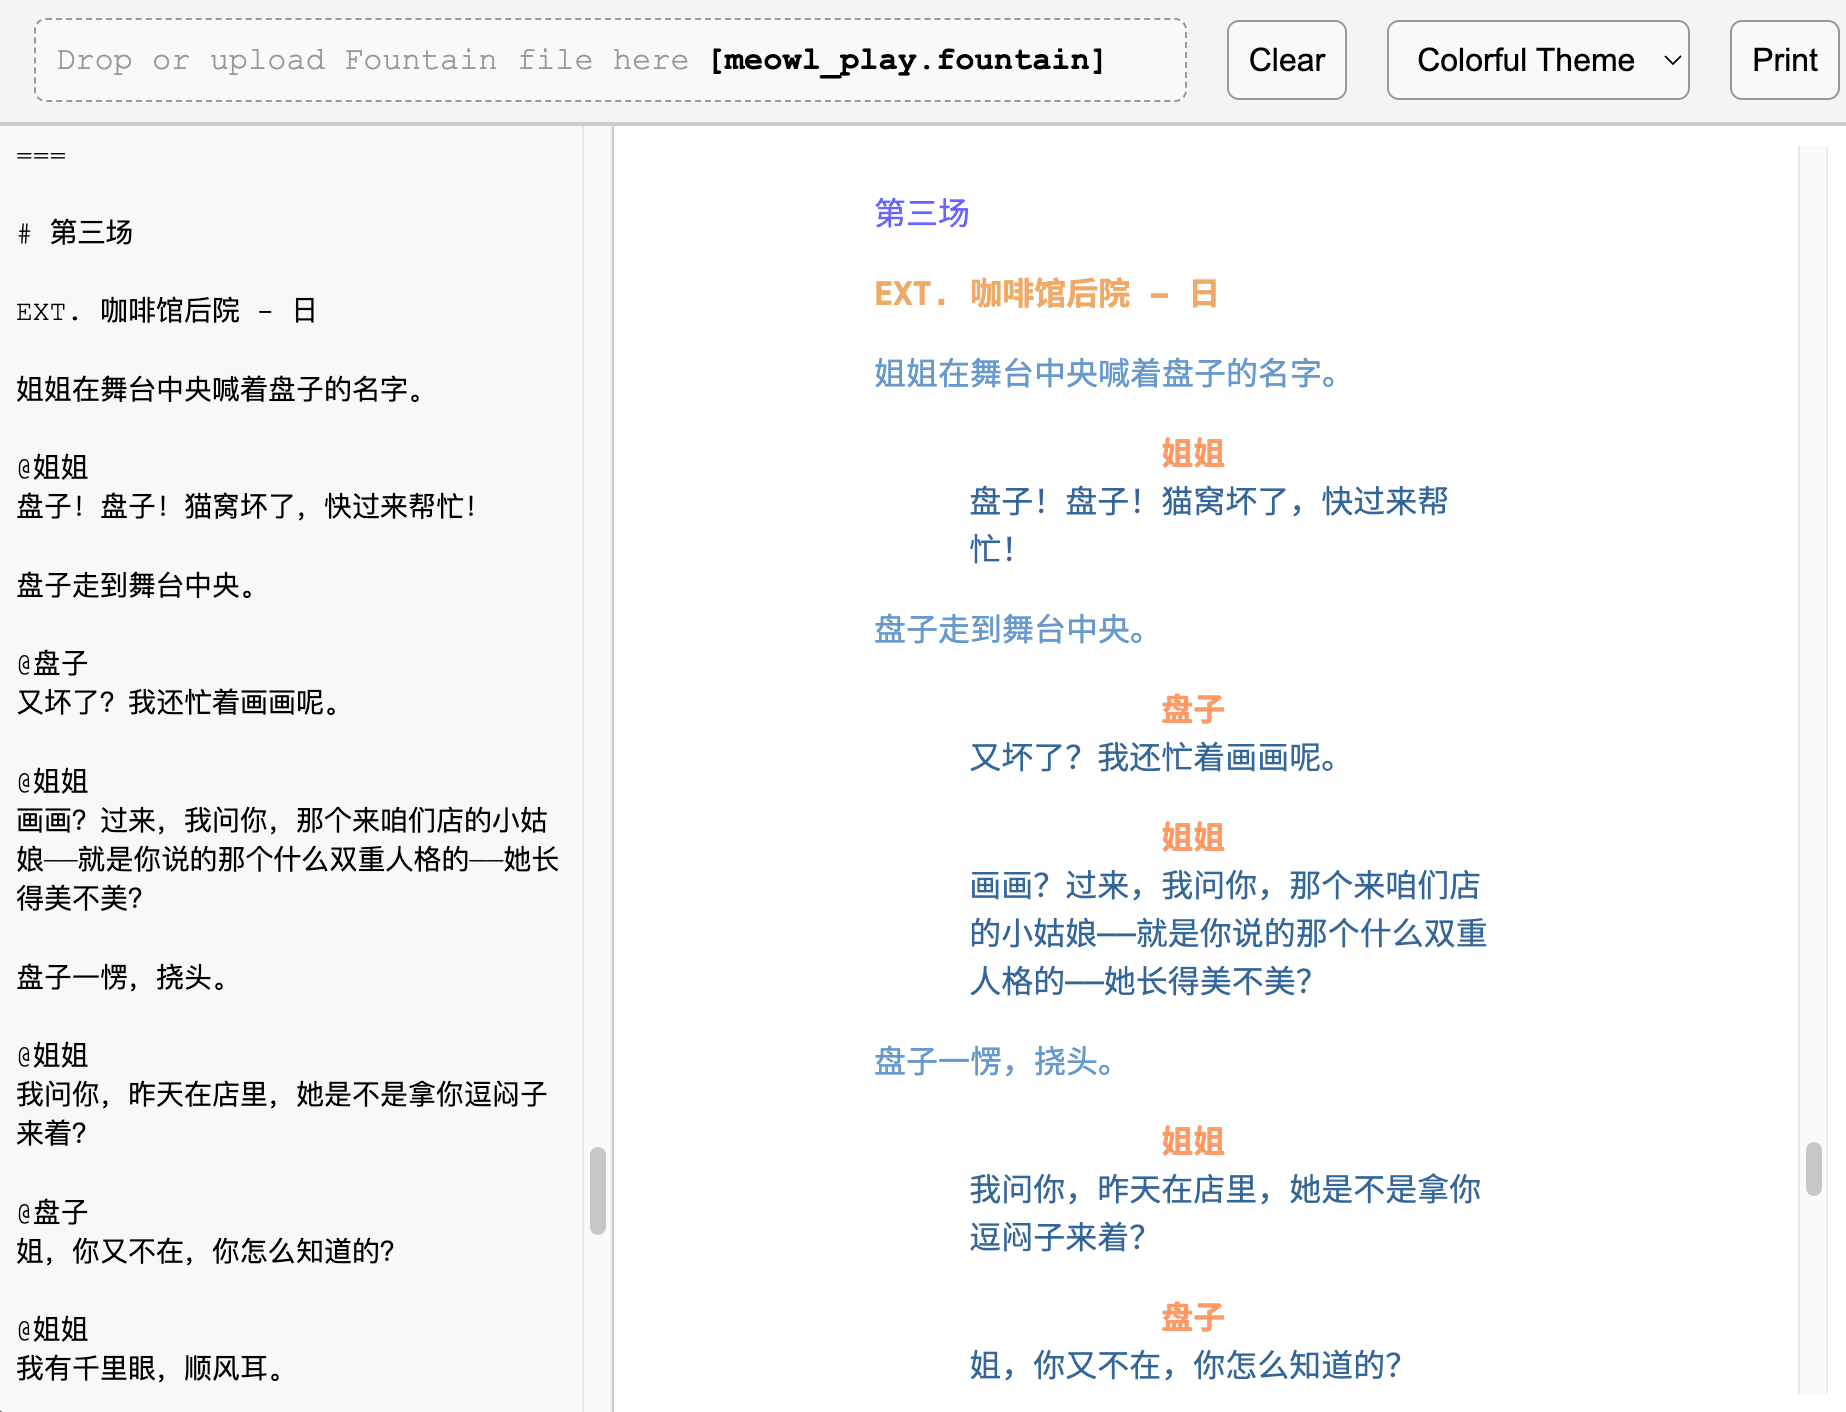 Drop or upload Fountain file here [meowl_play.fountain]
Clear
Colorful Theme
Print
===
# 第三场
EXT. 咖啡馆后院 - 日
姐姐在舞台中央喊着盘子的名字。
@姐姐
盘子！盘子！猫窝坏了，快过来帮忙！
盘子走到舞台中央。
@盘子
又坏了？我还忙着画画呢。
@姐姐
画画？过来，我问你，那个来咱们店的小姑
娘——就是你说的那个什么双重人格的——她长
得美不美？
盘子一愣，挠头。
@姐姐
我问你，昨天在店里，她是不是拿你逗闷子
来着？
@盘子
姐，你又不在，你怎么知道的？
@姐姐
我有千里眼，顺风耳。
第三场
EXT. 咖啡馆后院 - 日
姐姐在舞台中央喊着盘子的名字。
姐姐
盘子！盘子！猫窝坏了，快过来帮
忙！
盘子走到舞台中央。
盘子
又坏了？我还忙着画画呢。
姐姐
画画？过来，我问你，那个来咱们店
的小姑娘——就是你说的那个什么双重
人格的——她长得美不美？
盘子一愣，挠头。
姐姐
我问你，昨天在店里，她是不是拿你
逗闷子来着？
盘子
姐，你又不在，你怎么知道的？